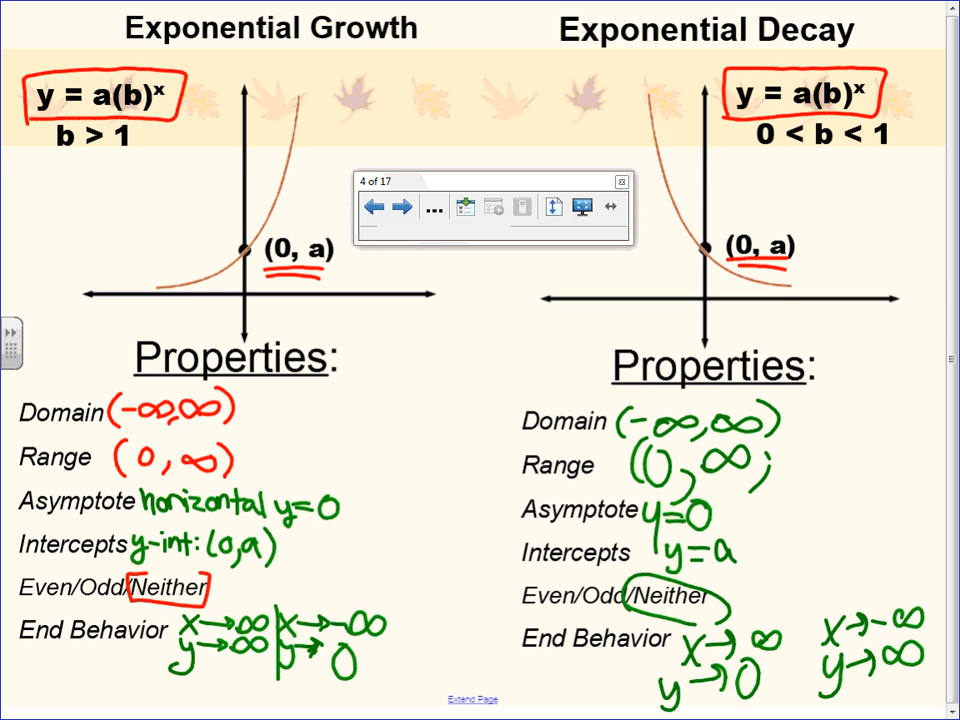 Exponential Growth
y = a(b)ˣ
b > 1
(0, a)
Properties:
Domain (-∞,∞)
Range (0, ∞)
Asymptote horizontal y=0
Intercepts y-int: (0,a)
Even/Odd/Neither
End Behavior x→∞ | x→-∞
y→∞ | y→ 0
4 of 17
Exponential Decay
y = a(b)ˣ
0 < b < 1
(0, a)
Properties:
Domain (-∞,∞)
Range (0, ∞)
Asymptote y=0
Intercepts y=a
Even/Odd/Neither
End Behavior x→∞ x→-∞
y→0 y→∞
Extend Page